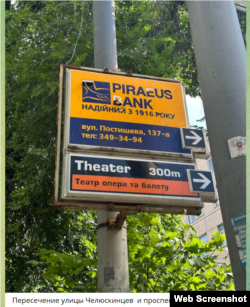 PIRAEUS
BANK
НАДІЙНИЙ З 1916 РОКУ
вул. Постишева, 137-а
тел: 349-34-94
Theater 300m
Театр опери та балету
Пересечение улицы Челюскинцев и
Web Screenshot